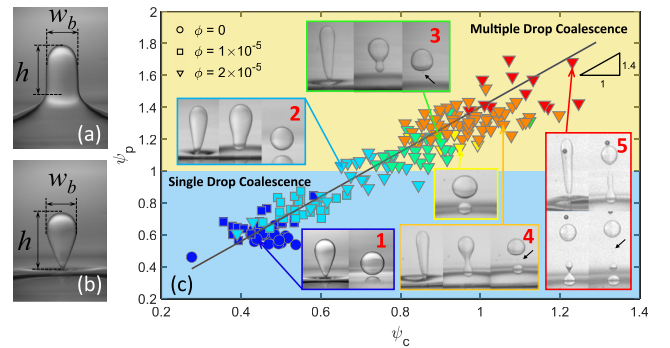 w_b
h
(a)
w_b
h
(b)
2
1.8
1.6
1.4
1.2
1
0.8
0.6
0.4
0.2
ψ_p
ϕ = 0
ϕ = 1×10⁻⁵
ϕ = 2×10⁻⁵
Multiple Drop Coalescence
3
1.4
1
2
5
Single Drop Coalescence
1
4
(c)
0.2 0.4 0.6 0.8 1 1.2 1.4
ψ_c